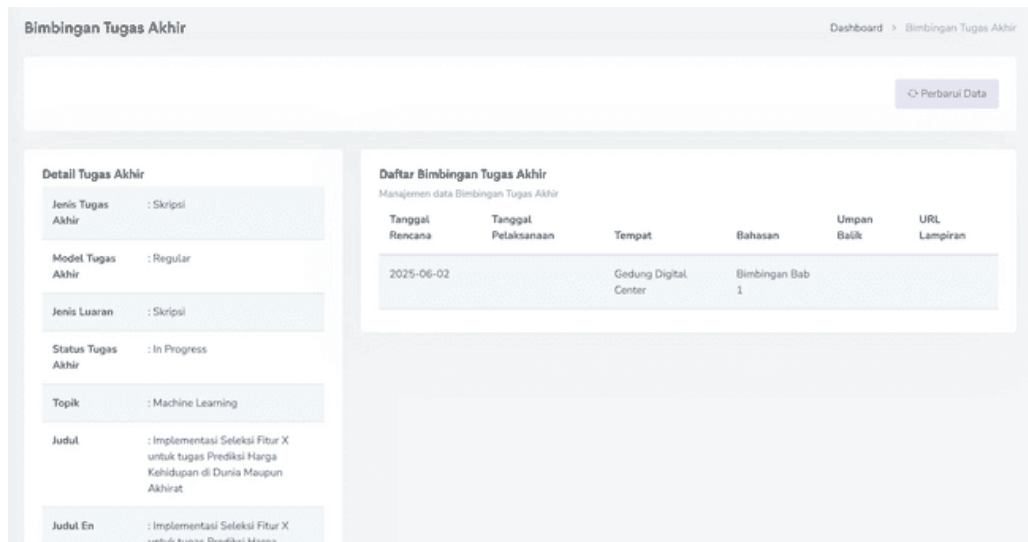 Bimbingan Tugas Akhir
Dashboard > Bimbingan Tugas Akhir
Perbarui Data
Detail Tugas Akhir
Jenis Tugas : Skripsi
Akhir
Model Tugas : Regular
Akhir
Jenis Luaran : Skripsi
Status Tugas : In Progress
Akhir
Topik : Machine Learning
Judul : Implementasi Seleksi Fitur X
untuk tugas Prediksi Harga
Kehidupan di Dunia Maupun
Akhirat
Judul En : Implementasi Seleksi Fitur X
untuk tugas Prediksi Harga
Daftar Bimbingan Tugas Akhir
Manajemen data Bimbingan Tugas Akhir
Tanggal Tanggal Umpan URL
Rencana Pelaksanaan Tempat Bahasan Balik Lampiran
2025-06-02 Gedung Digital Bimbingan Bab
Center 1